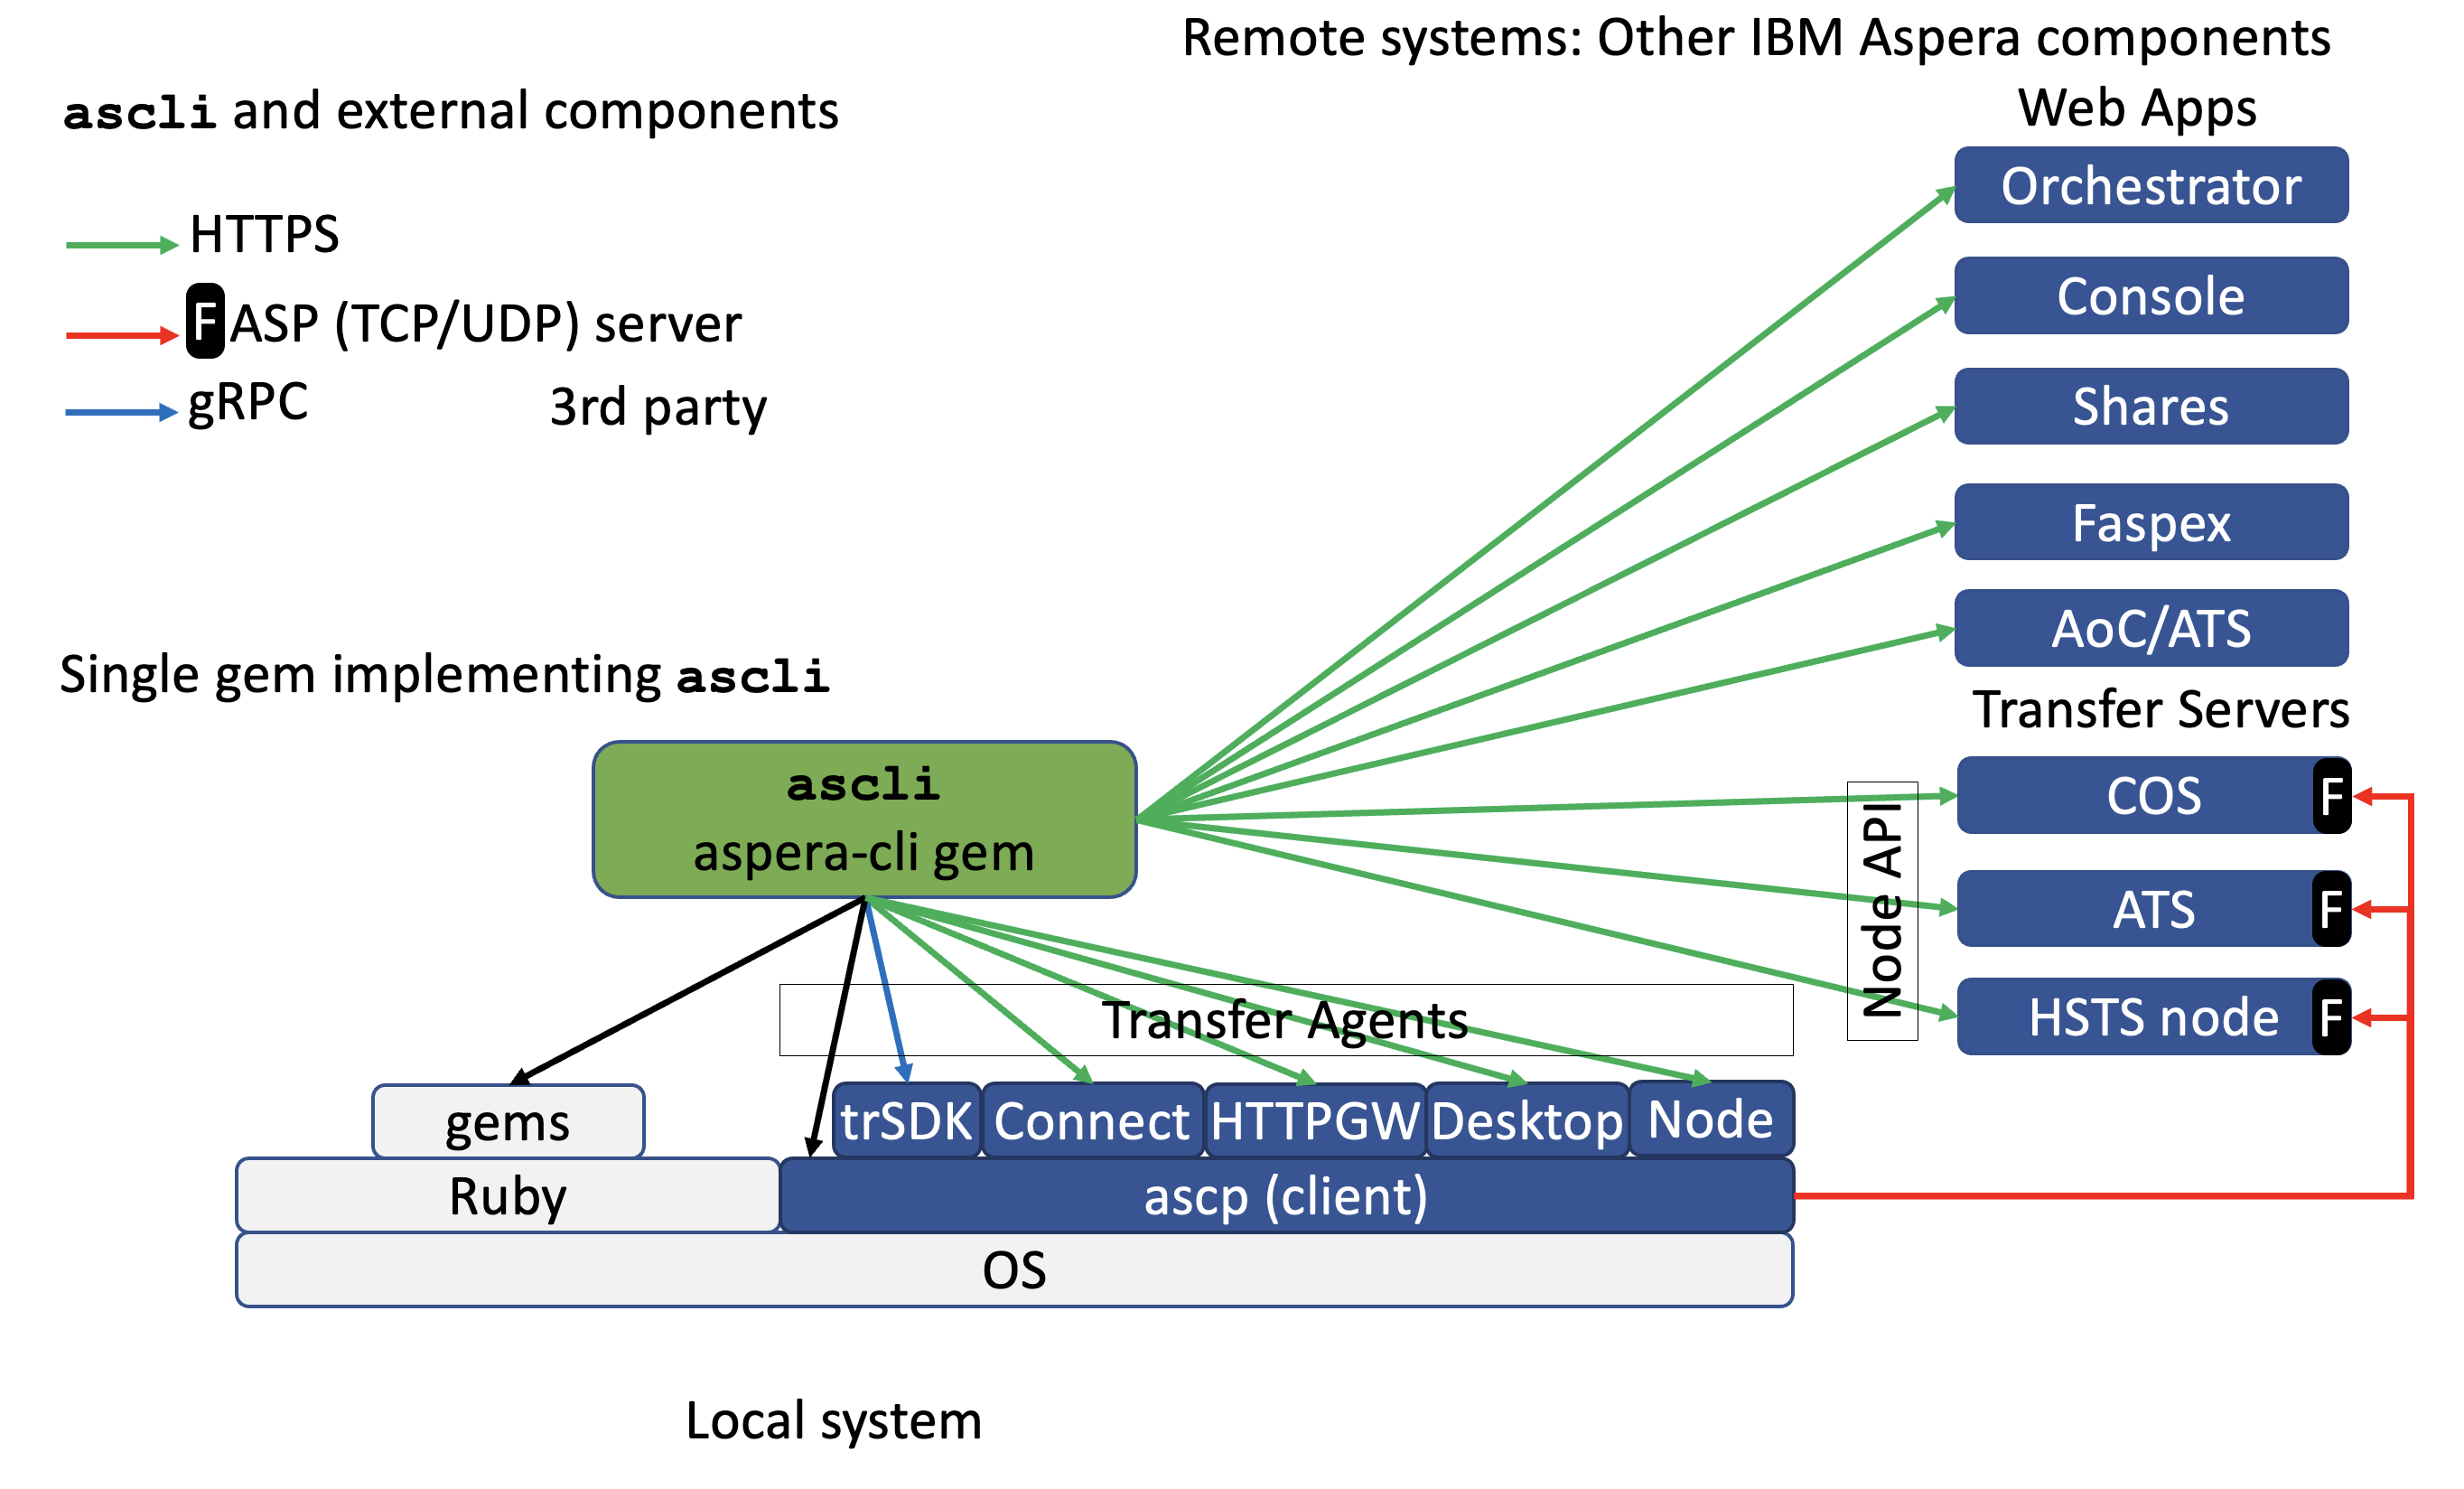 Remote systems: Other IBM Aspera components
ascli and external components
Web Apps
Orchestrator
Console
Shares
Faspex
AoC/ATS
HTTPS
FASP (TCP/UDP) server
gRPC
3rd party
Single gem implementing ascli
Transfer Servers
ascli
aspera-cli gem
Node API
COS F
ATS F
HSTS node F
Transfer Agents
gems
trSDK
Connect
HTTPGW
Desktop
Node
Ruby
ascp (client)
OS
Local system